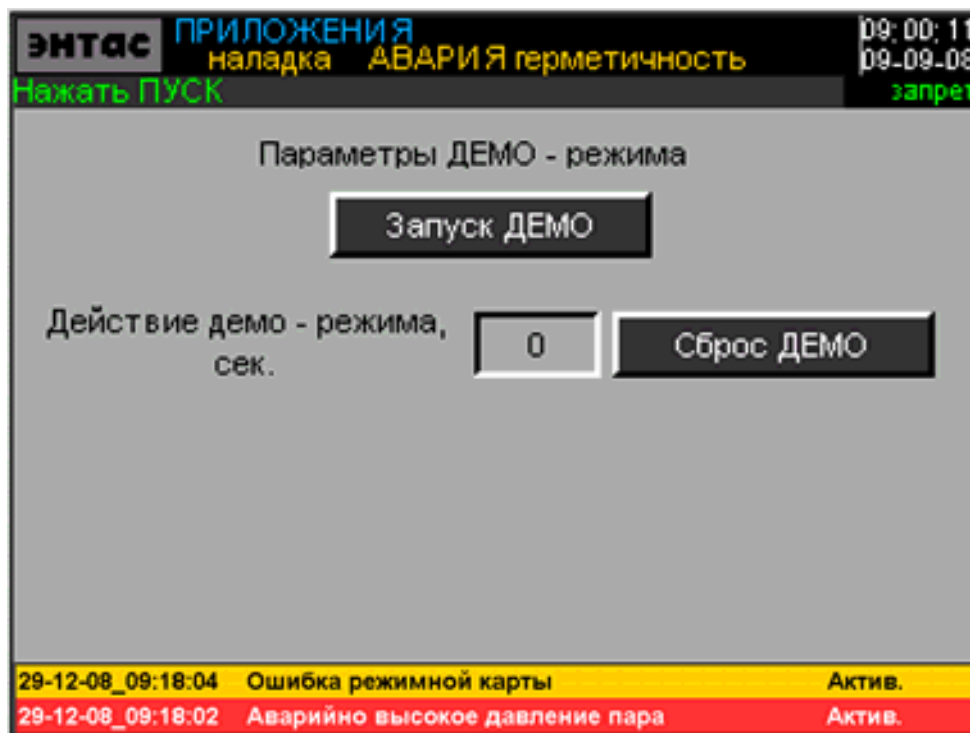 энтас ПРИЛОЖЕНИЯ 09:00:11
наладка АВАРИЯ герметичность 09-09-08
Нажать ПУСК запрет
Параметры ДЕМО - режима
Запуск ДЕМО
Действие демо - режима,
сек. 0 Сброс ДЕМО
29-12-08_09:18:04 Ошибка режимной карты Актив.
29-12-08_09:18:02 Аварийно высокое давление пара Актив.